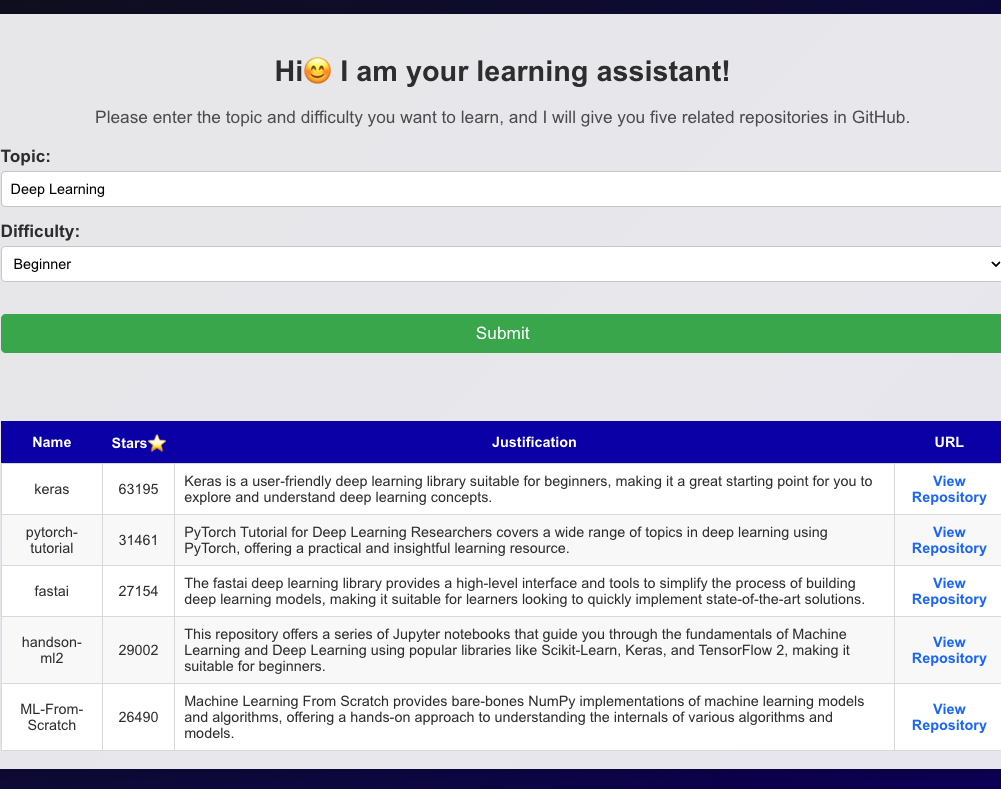 Hi😊 I am your learning assistant!
Please enter the topic and difficulty you want to learn, and I will give you five related repositories in GitHub.
Topic:
Deep Learning
Difficulty:
Beginner
Submit
Name Stars⭐ Justification URL
keras 63195 Keras is a user-friendly deep learning library suitable for beginners, making it a great starting point for you to explore and understand deep learning concepts. View Repository
pytorch-tutorial 31461 PyTorch Tutorial for Deep Learning Researchers covers a wide range of topics in deep learning using PyTorch, offering a practical and insightful learning resource. View Repository
fastai 27154 The fastai deep learning library provides a high-level interface and tools to simplify the process of building deep learning models, making it suitable for learners looking to quickly implement state-of-the-art solutions. View Repository
handson-ml2 29002 This repository offers a series of Jupyter notebooks that guide you through the fundamentals of Machine Learning and Deep Learning using popular libraries like Scikit-Learn, Keras, and TensorFlow 2, making it suitable for beginners. View Repository
ML-From-Scratch 26490 Machine Learning From Scratch provides bare-bones NumPy implementations of machine learning models and algorithms, offering a hands-on approach to understanding the internals of various algorithms and models. View Repository